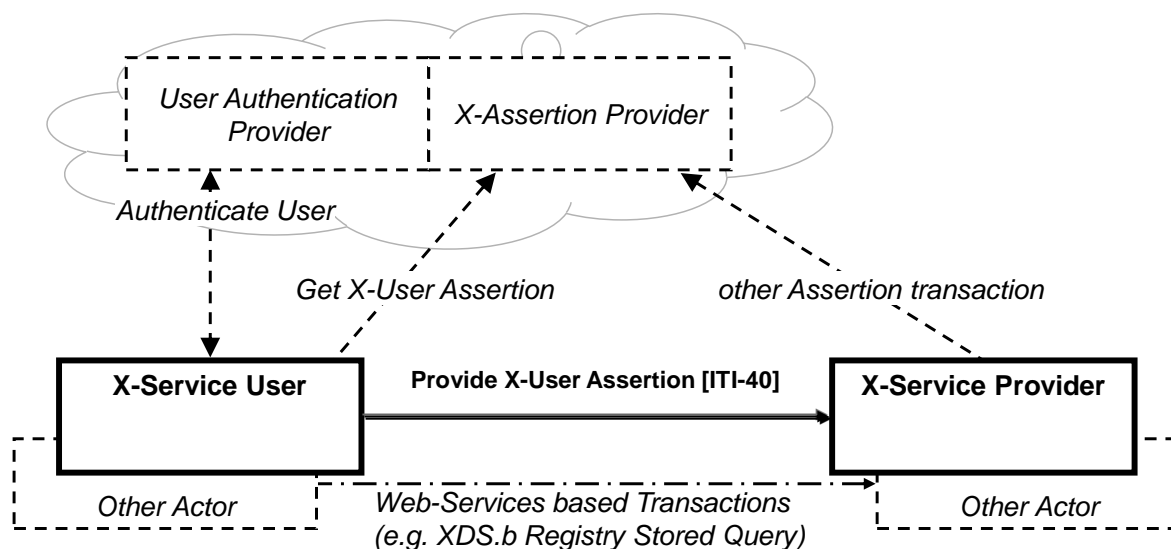 User Authentication
Provider
X-Assertion Provider
Authenticate User
Get X-User Assertion
other Assertion transaction
X-Service User
Provide X-User Assertion [ITI-40]
X-Service Provider
Other Actor
Web-Services based Transactions
(e.g. XDS.b Registry Stored Query)
Other Actor